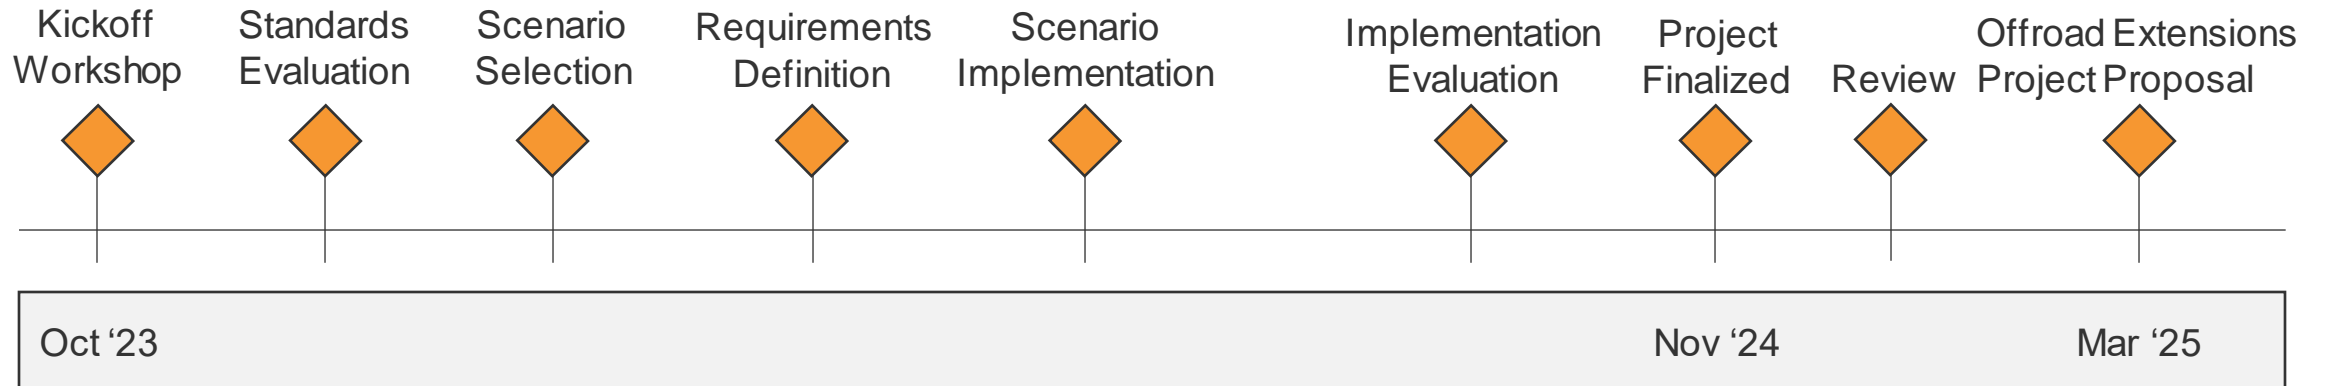 Kickoff
Workshop
Standards
Evaluation
Scenario
Selection
Requirements
Definition
Scenario
Implementation
Implementation
Evaluation
Project
Finalized
Review
Offroad Extensions
Project Proposal
Oct ‘23
Nov ‘24
Mar ‘25